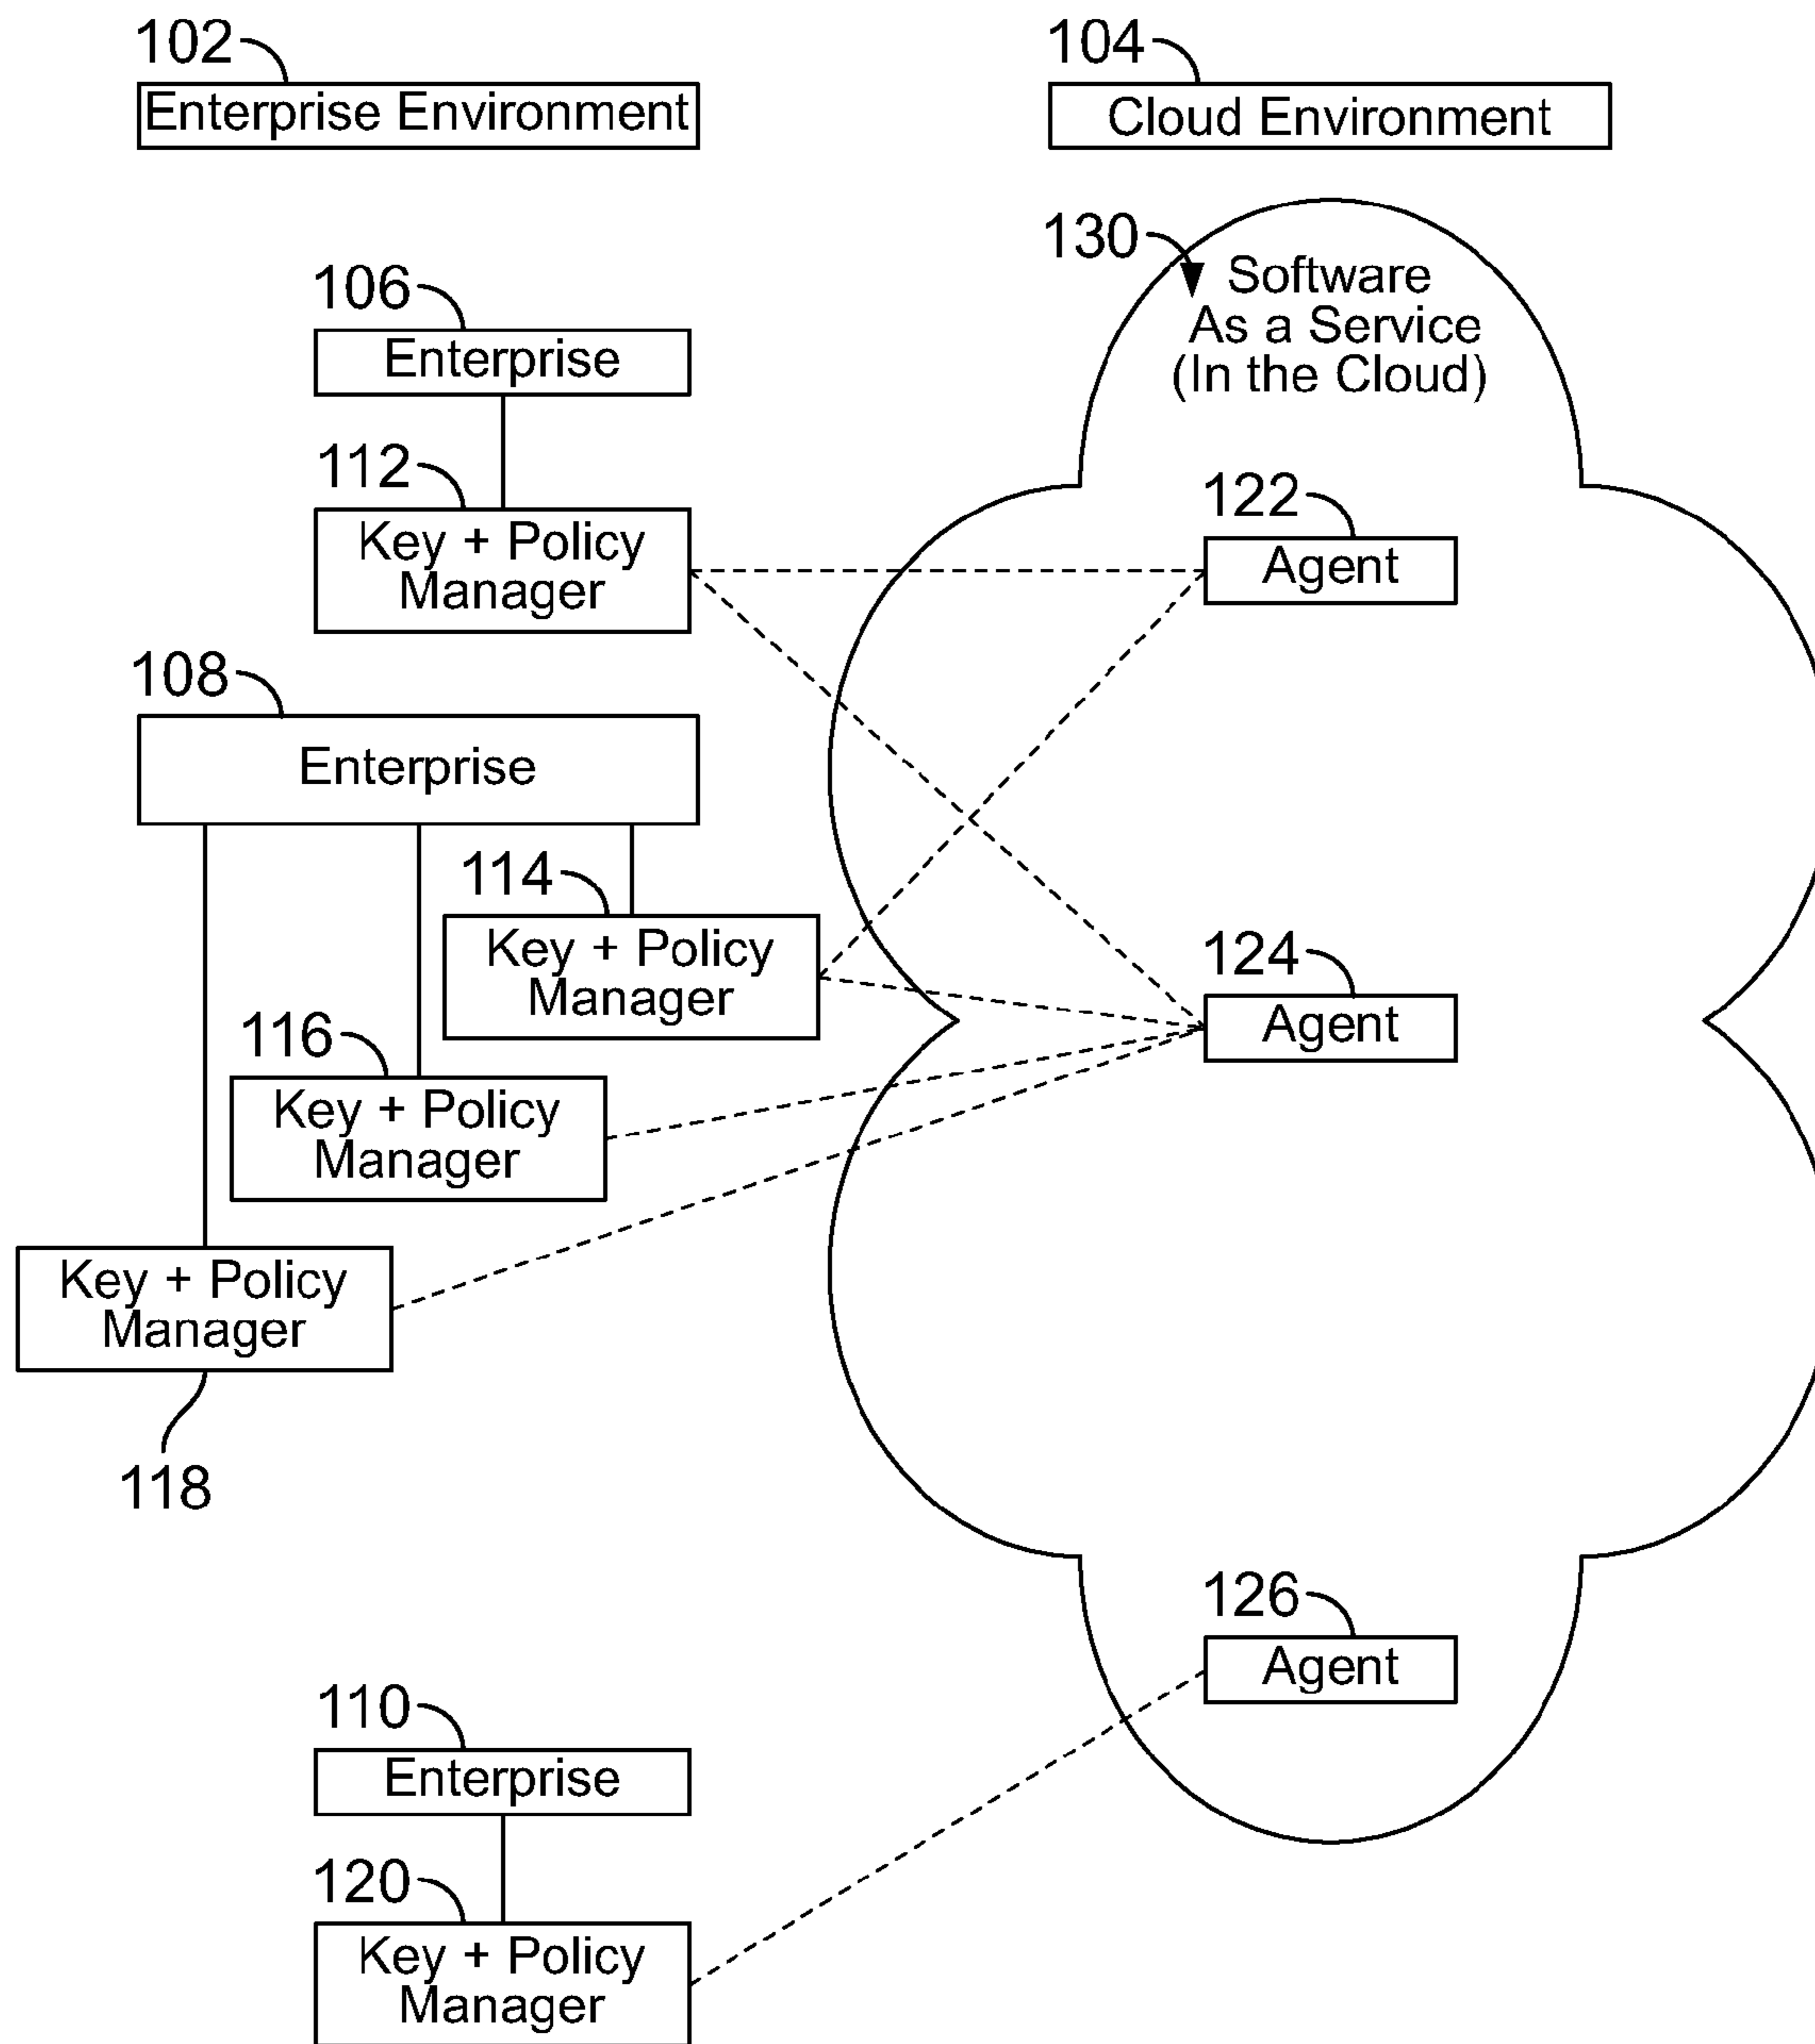 102
104
Enterprise Environment
Cloud Environment
130
Software
As a Service
(In the Cloud)
106
Enterprise
112
Key + Policy
Manager
122
Agent
108
Enterprise
114
Key + Policy
Manager
124
Agent
116
Key + Policy
Manager
Key + Policy
Manager
118
126
Agent
110
Enterprise
120
Key + Policy
Manager